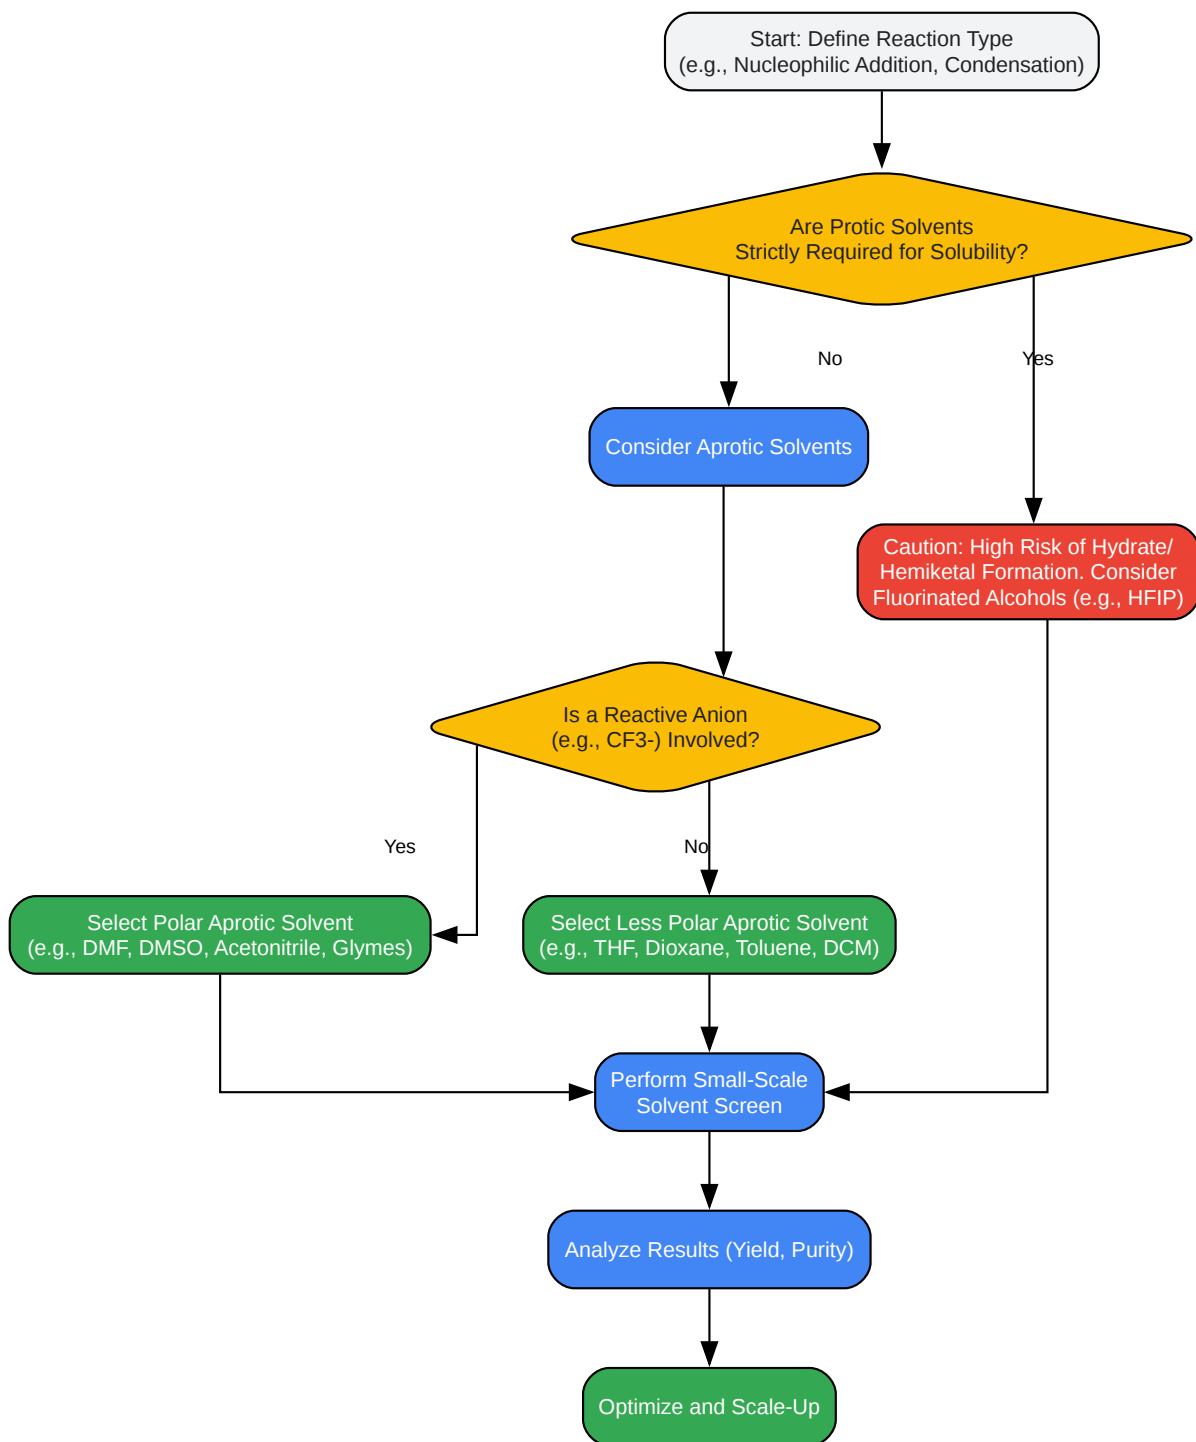 Start: Define Reaction Type
(e.g., Nucleophilic Addition, Condensation)
Are Protic Solvents
Strictly Required for Solubility?
No
Yes
Consider Aprotic Solvents
Caution: High Risk of Hydrate/
Hemiketal Formation. Consider
Fluorinated Alcohols (e.g., HFIP)
Is a Reactive Anion
(e.g., CF3-) Involved?
Yes
No
Select Polar Aprotic Solvent
(e.g., DMF, DMSO, Acetonitrile, Glymes)
Select Less Polar Aprotic Solvent
(e.g., THF, Dioxane, Toluene, DCM)
Perform Small-Scale
Solvent Screen
Analyze Results (Yield, Purity)
Optimize and Scale-Up